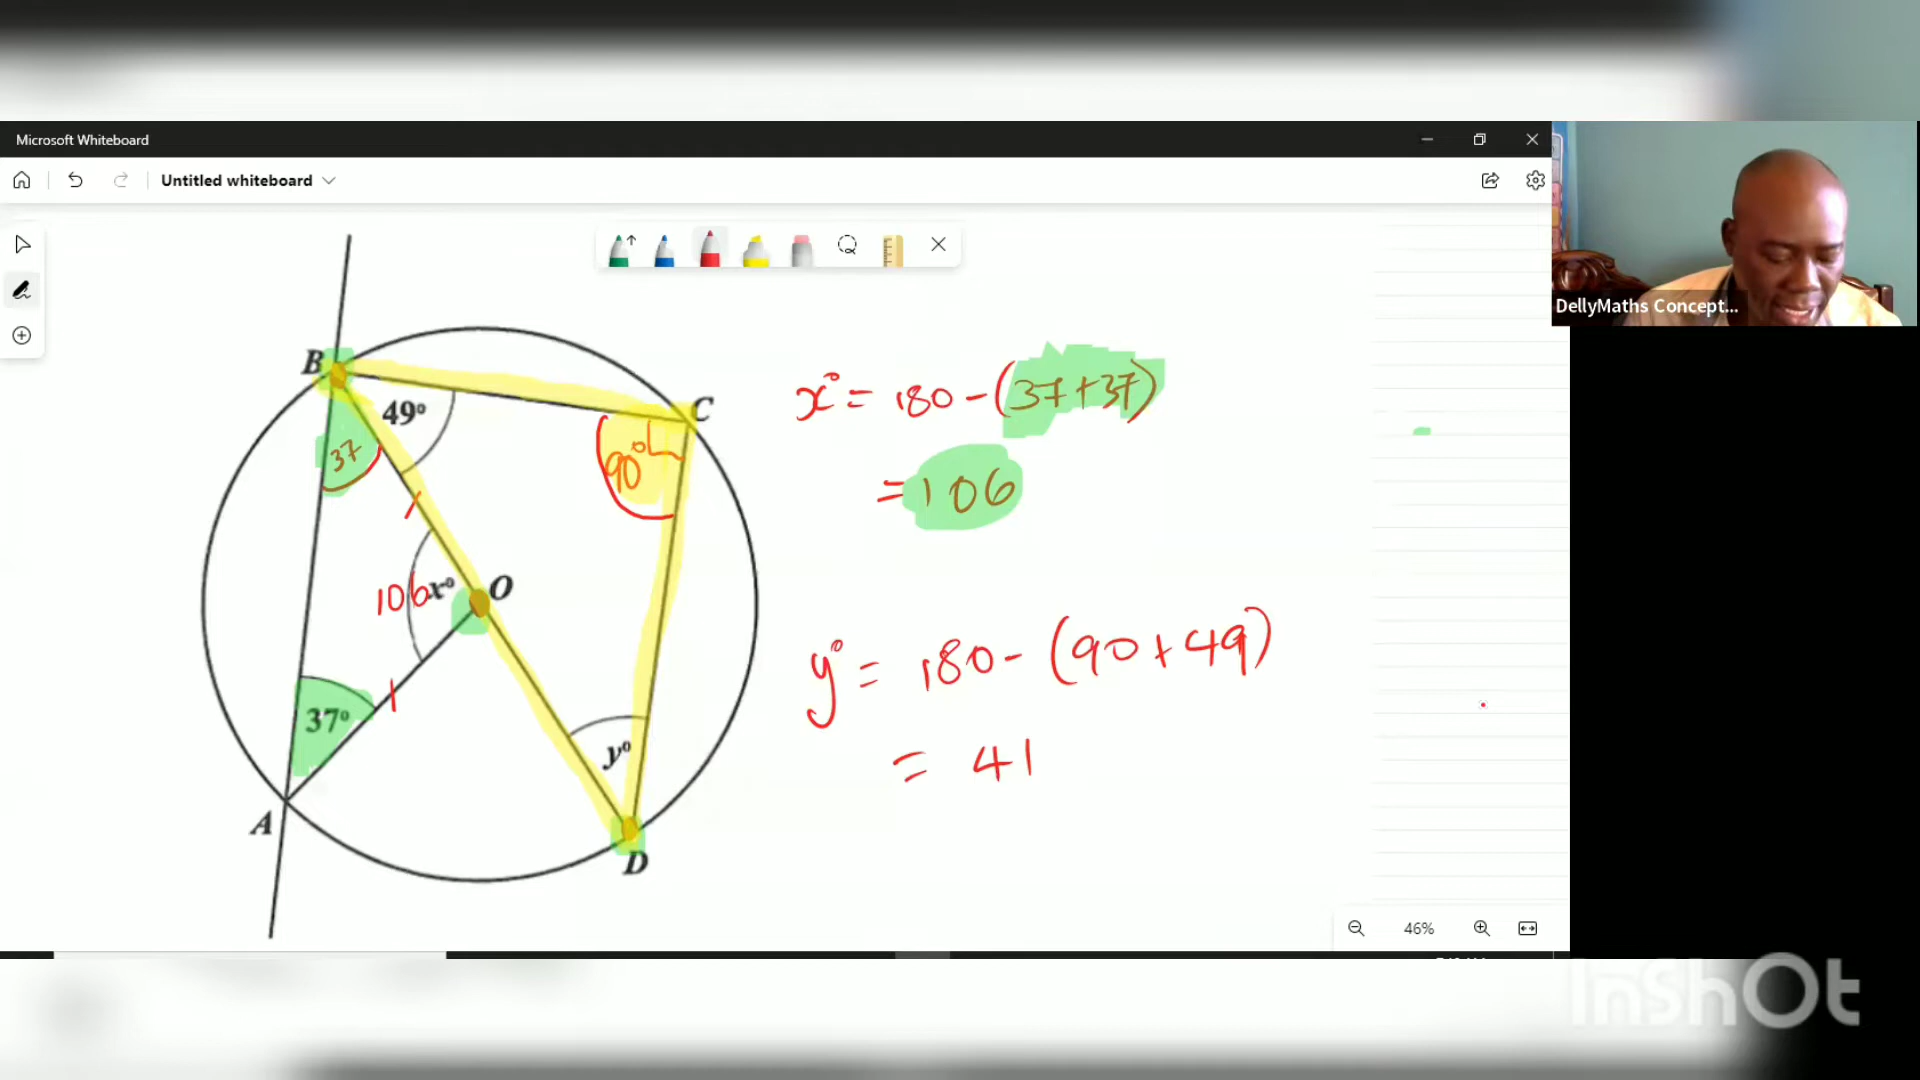 Microsoft Whiteboard
Untitled whiteboard
DellyMaths Concept...
B
49°
C
37
90°
x° = 180 - (37+37)
= 106
106
x°
O
y° = 180 - (90 + 49)
= 41
37°
y°
A
D
46%
InShOt